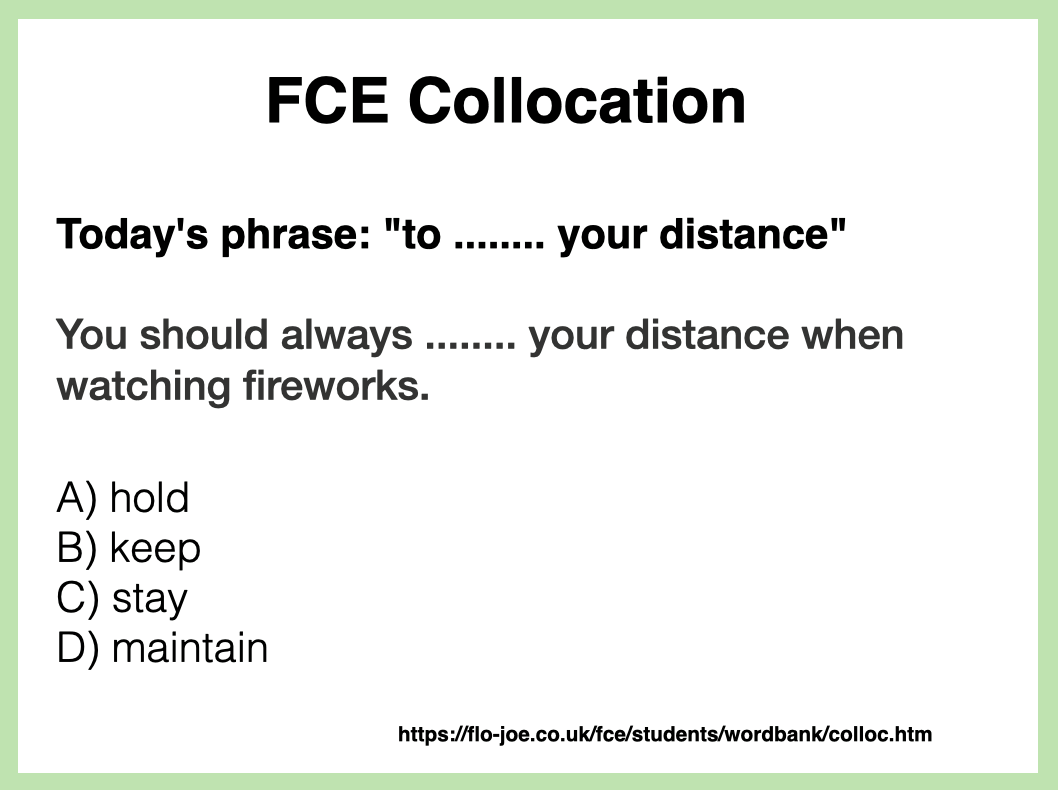 FCE Collocation
Today's phrase: "to ........ your distance"
You should always ........ your distance when
watching fireworks.
A) hold
B) keep
C) stay
D) maintain
https://flo-joe.co.uk/fce/students/wordbank/colloc.htm